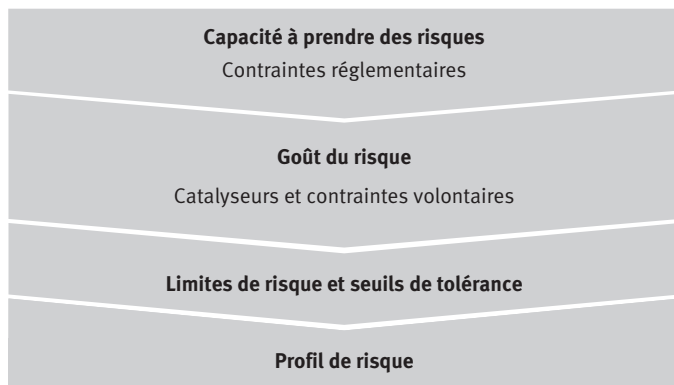 Capacité à prendre des risques
Contraintes réglementaires
Goût du risque
Catalyseurs et contraintes volontaires
Limites de risque et seuils de tolérance
Profil de risque